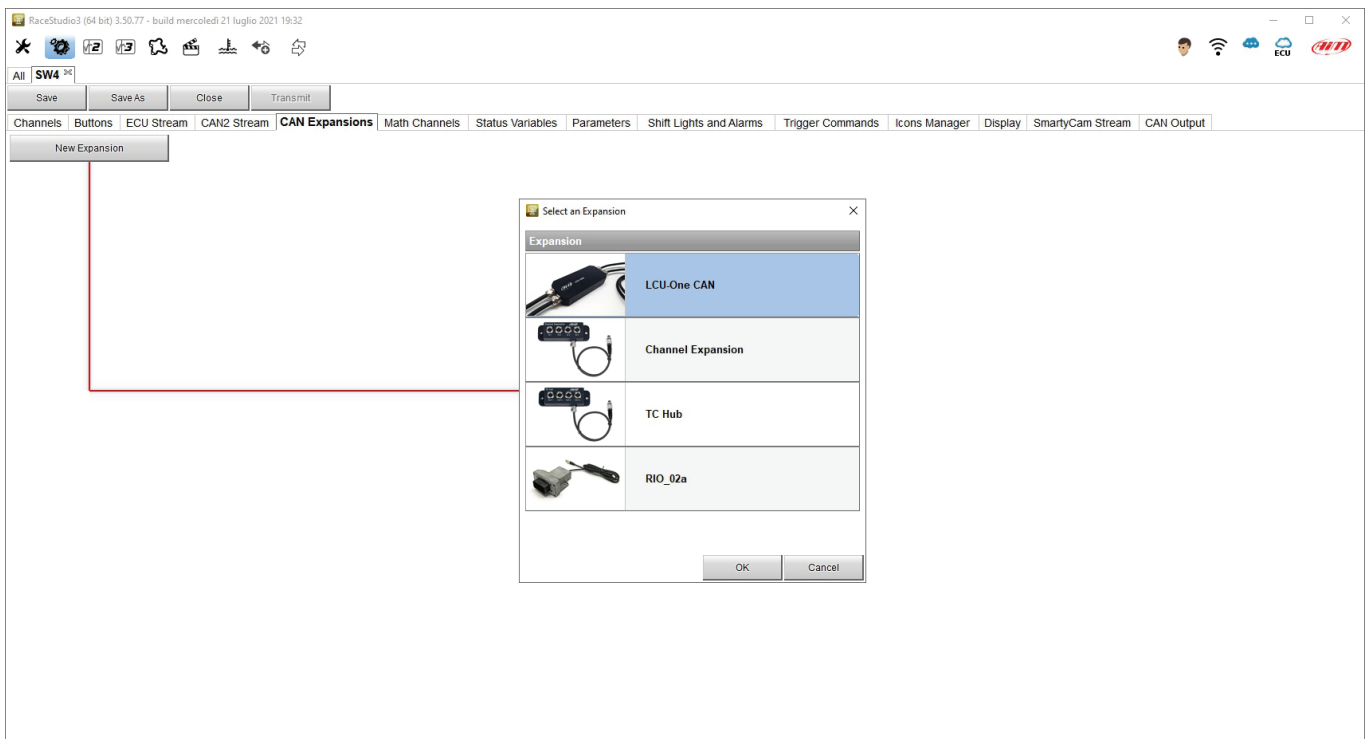 RaceStudio3 (64 bit) 3.50.77 - build mercoledì 21 luglio 2021 19:32
ECU
AiM
All SW4
Save Save As Close Transmit
Channels Buttons ECU Stream CAN2 Stream CAN Expansions Math Channels Status Variables Parameters Shift Lights and Alarms Trigger Commands Icons Manager Display SmartyCam Stream CAN Output
New Expansion
Select an Expansion
Expansion
LCU-One CAN
Channel Expansion
TC Hub
RIO_02a
OK Cancel